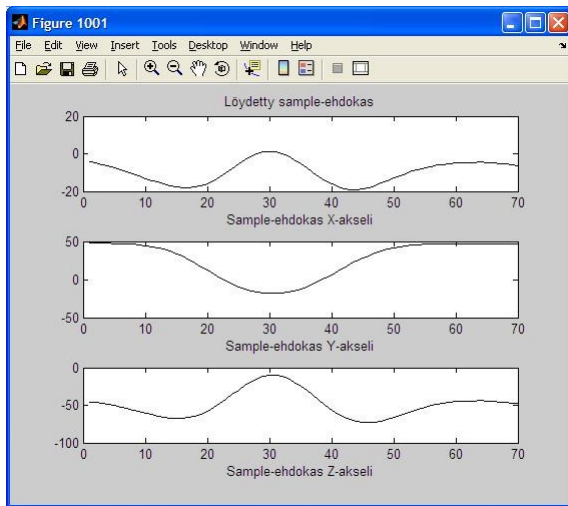 Figure 1001
File Edit View Insert Tools Desktop Window Help
Löydetty sample-ehdokas
20
0
-20
0 10 20 30 40 50 60 70
Sample-ehdokas X-akseli
50
0
-50
0 10 20 30 40 50 60 70
Sample-ehdokas Y-akseli
0
-50
-100
0 10 20 30 40 50 60 70
Sample-ehdokas Z-akseli